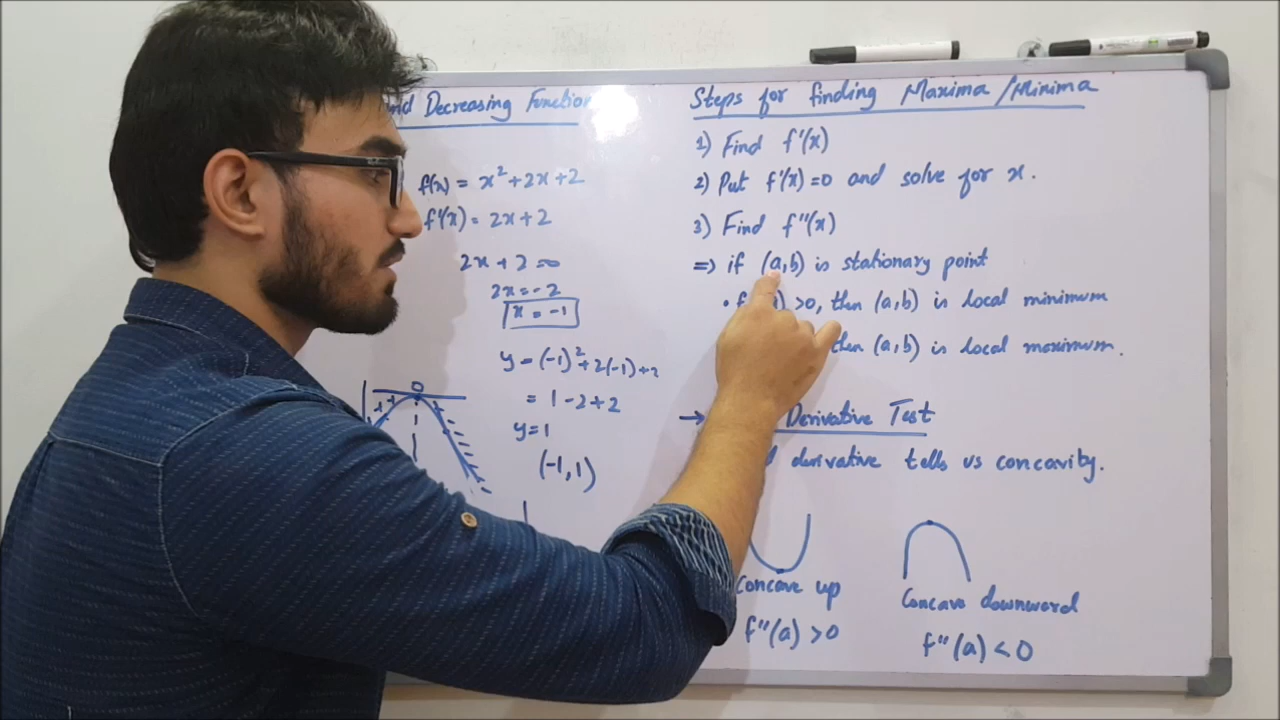 and Decreasing Function
f(x) = x² + 2x + 2
f'(x) = 2x + 2
2x + 2 = 0
2x = -2
x = -1
y = (-1)² + 2(-1) + 2
= 1 - 2 + 2
y = 1
(-1, 1)
0
+ +
Steps for finding Maxima / Minima
1) Find f'(x)
2) Put f'(x) = 0 and solve for x.
3) Find f''(x)
=> if (a,b) is stationary point
• f ) >0, then (a,b) is local minimum
then (a,b) is local maximum.
→ Derivative Test
derivative tells us concavity.
Concave up
f''(a) > 0
Concave downward
f''(a) < 0